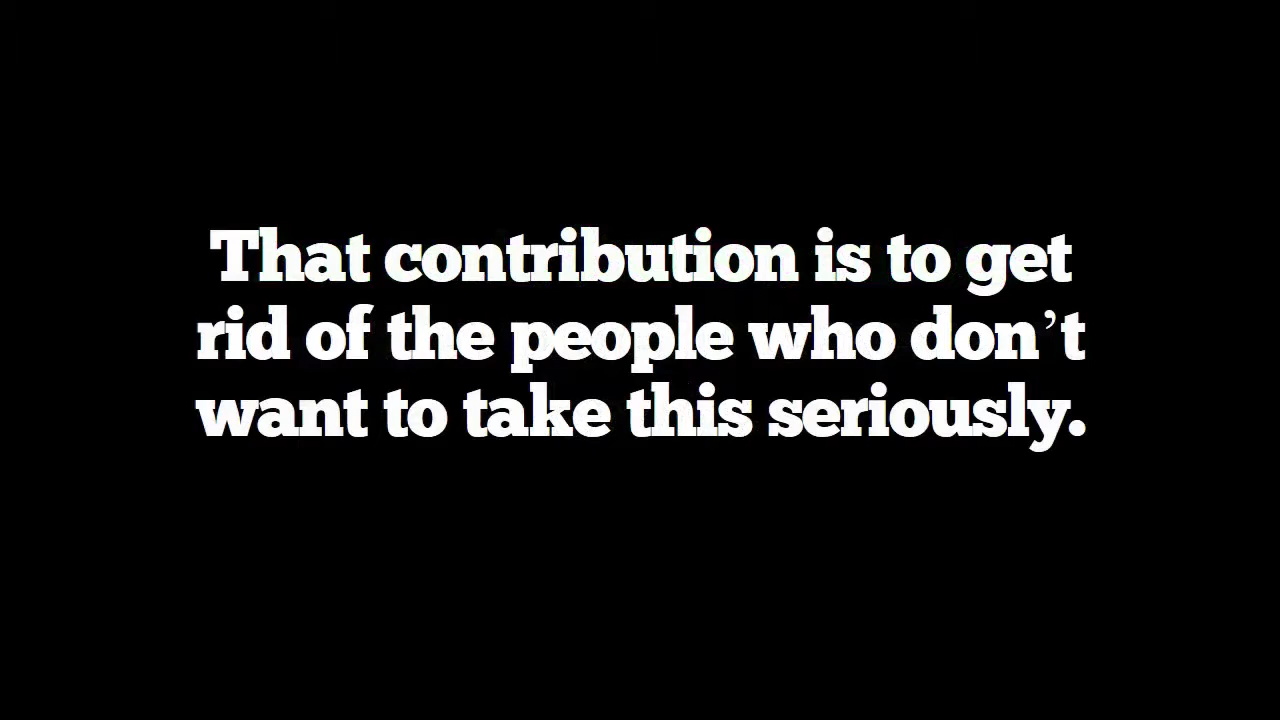 That contribution is to get
rid of the people who don’t
want to take this seriously.